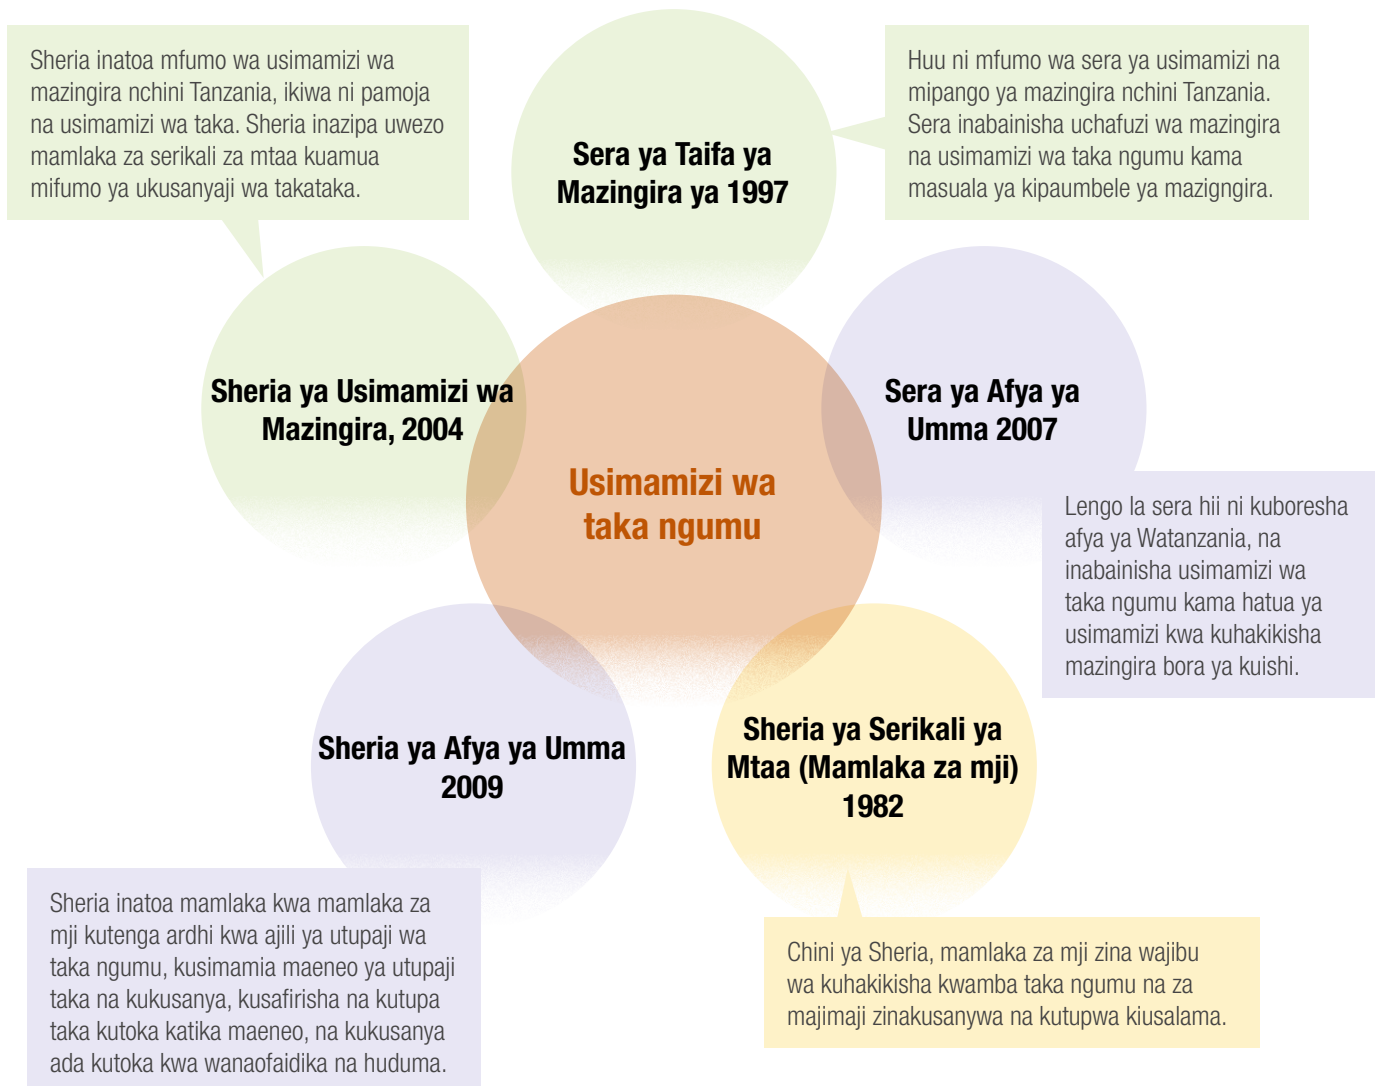 Sheria inatoa mfumo wa usimamizi wa
mazingira nchini Tanzania, ikiwa ni pamoja
na usimamizi wa taka. Sheria inazipa uwezo
mamlaka za serikali za mtaa kuamua
mifumo ya ukusanyaji wa takataka.
Sera ya Taifa ya
Mazingira ya 1997
Huu ni mfumo wa sera ya usimamizi na
mipango ya mazingira nchini Tanzania.
Sera inabainisha uchafuzi wa mazingira
na usimamizi wa taka ngumu kama
masuala ya kipaumbele ya mazigngira.
Sheria ya Usimamizi wa
Mazingira, 2004
Sera ya Afya ya
Umma 2007
Usimamizi wa
taka ngumu
Lengo la sera hii ni kuboresha
afya ya Watanzania, na
inabainisha usimamizi wa
taka ngumu kama hatua ya
usimamizi kwa kuhakikisha
mazingira bora ya kuishi.
Sheria ya Afya ya Umma
2009
Sheria ya Serikali ya
Mtaa (Mamlaka za mji)
1982
Sheria inatoa mamlaka kwa mamlaka za
mji kutenga ardhi kwa ajili ya utupaji wa
taka ngumu, kusimamia maeneo ya utupaji
taka na kukusanya, kusafirisha na kutupa
taka kutoka katika maeneo, na kukusanya
ada kutoka kwa wanaofaidika na huduma.
Chini ya Sheria, mamlaka za mji zina wajibu
wa kuhakikisha kwamba taka ngumu na za
majimaji zinakusanywa na kutupwa kiusalama.